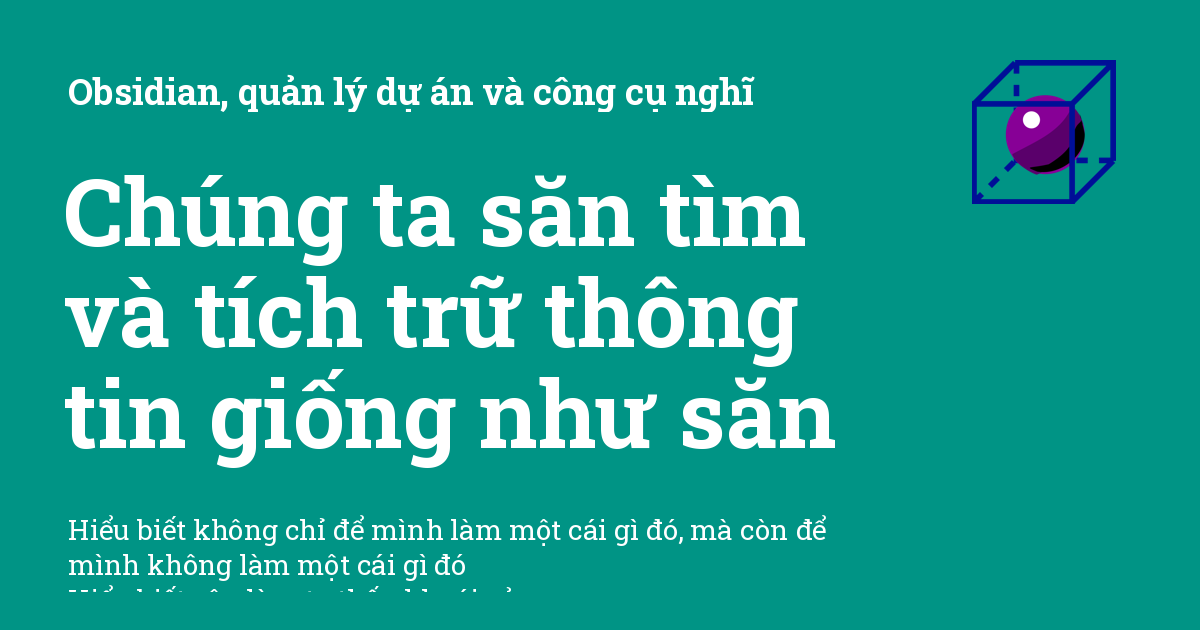 Obsidian, quản lý dự án và công cụ nghĩ
Chúng ta săn tìm
và tích trữ thông
tin giống như săn
Hiểu biết không chỉ để mình làm một cái gì đó, mà còn để
mình không làm một cái gì đó